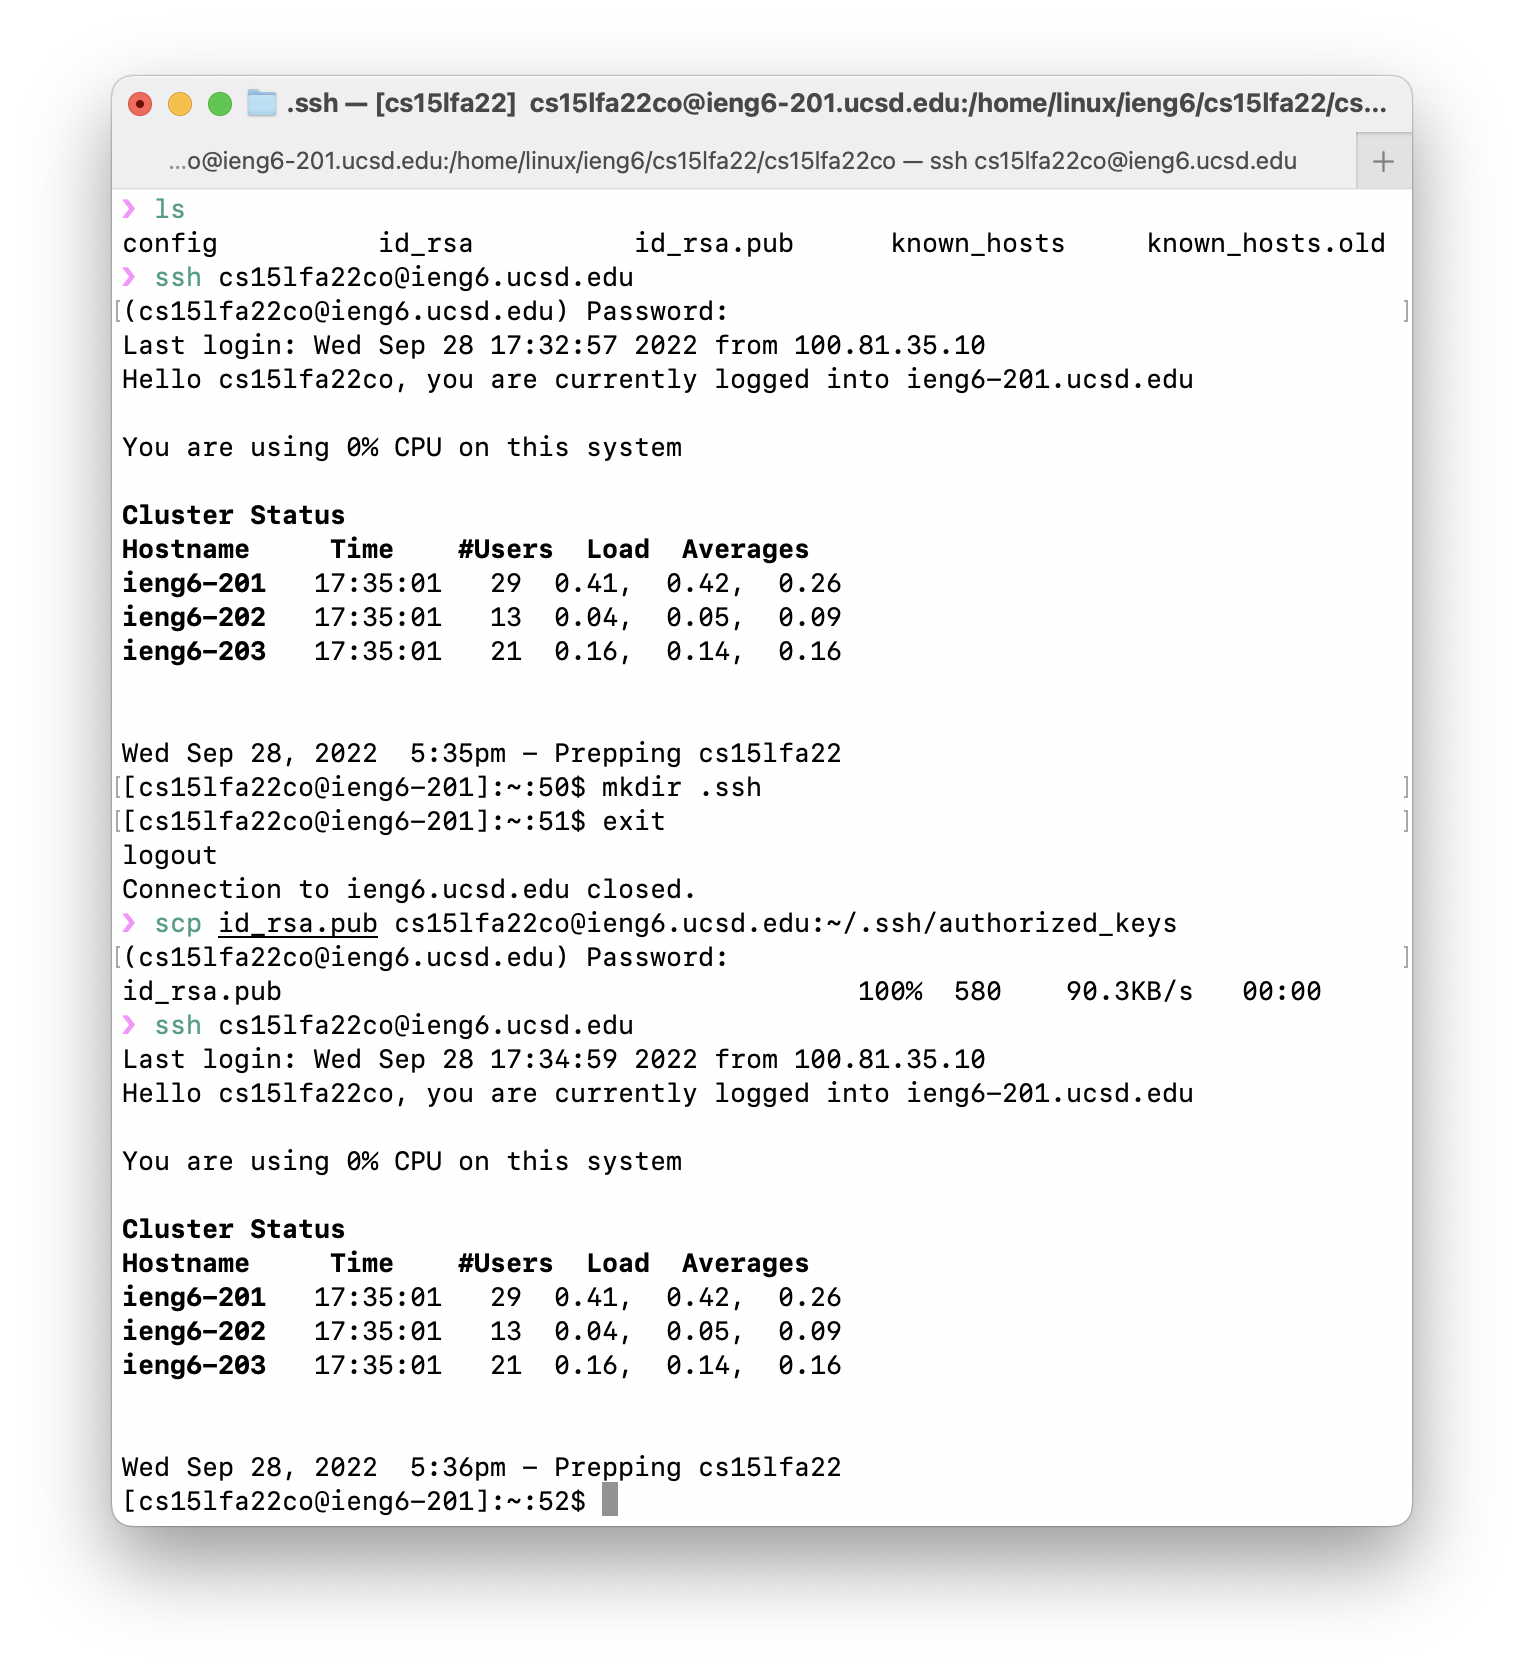 .ssh — [cs15lfa22] cs15lfa22co@ieng6-201.ucsd.edu:/home/linux/ieng6/cs15lfa22/cs...
...o@ieng6-201.ucsd.edu:/home/linux/ieng6/cs15lfa22/cs15lfa22co — ssh cs15lfa22co@ieng6.ucsd.edu +
❯ ls
config          id_rsa          id_rsa.pub      known_hosts     known_hosts.old
❯ ssh cs15lfa22co@ieng6.ucsd.edu
[(cs15lfa22co@ieng6.ucsd.edu) Password: ]
Last login: Wed Sep 28 17:32:57 2022 from 100.81.35.10
Hello cs15lfa22co, you are currently logged into ieng6-201.ucsd.edu
You are using 0% CPU on this system
Cluster Status
Hostname     Time    #Users  Load  Averages
ieng6-201   17:35:01   29  0.41,  0.42,  0.26
ieng6-202   17:35:01   13  0.04,  0.05,  0.09
ieng6-203   17:35:01   21  0.16,  0.14,  0.16
Wed Sep 28, 2022  5:35pm - Prepping cs15lfa22
[[cs15lfa22co@ieng6-201]:~:50$ mkdir .ssh ]
[[cs15lfa22co@ieng6-201]:~:51$ exit ]
logout
Connection to ieng6.ucsd.edu closed.
❯ scp id_rsa.pub cs15lfa22co@ieng6.ucsd.edu:~/.ssh/authorized_keys
[(cs15lfa22co@ieng6.ucsd.edu) Password: ]
id_rsa.pub                                    100%  580    90.3KB/s   00:00
❯ ssh cs15lfa22co@ieng6.ucsd.edu
Last login: Wed Sep 28 17:34:59 2022 from 100.81.35.10
Hello cs15lfa22co, you are currently logged into ieng6-201.ucsd.edu
You are using 0% CPU on this system
Cluster Status
Hostname     Time    #Users  Load  Averages
ieng6-201   17:35:01   29  0.41,  0.42,  0.26
ieng6-202   17:35:01   13  0.04,  0.05,  0.09
ieng6-203   17:35:01   21  0.16,  0.14,  0.16
Wed Sep 28, 2022  5:36pm - Prepping cs15lfa22
[cs15lfa22co@ieng6-201]:~:52$